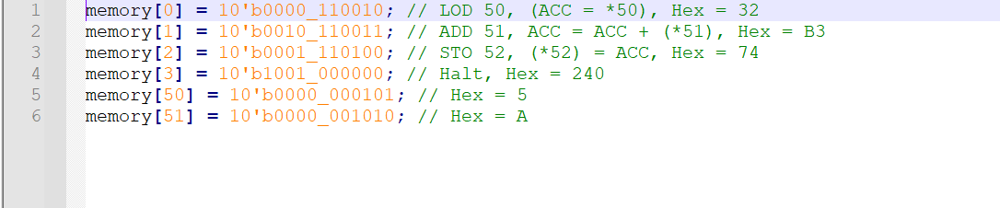 1 memory[0] = 10'b0000_110010; // LOD 50, (ACC = *50), Hex = 32
2 memory[1] = 10'b0010_110011; // ADD 51, ACC = ACC + (*51), Hex = B3
3 memory[2] = 10'b0001_110100; // STO 52, (*52) = ACC, Hex = 74
4 memory[3] = 10'b1001_000000; // Halt, Hex = 240
5 memory[50] = 10'b0000_000101; // Hex = 5
6 memory[51] = 10'b0000_001010; // Hex = A